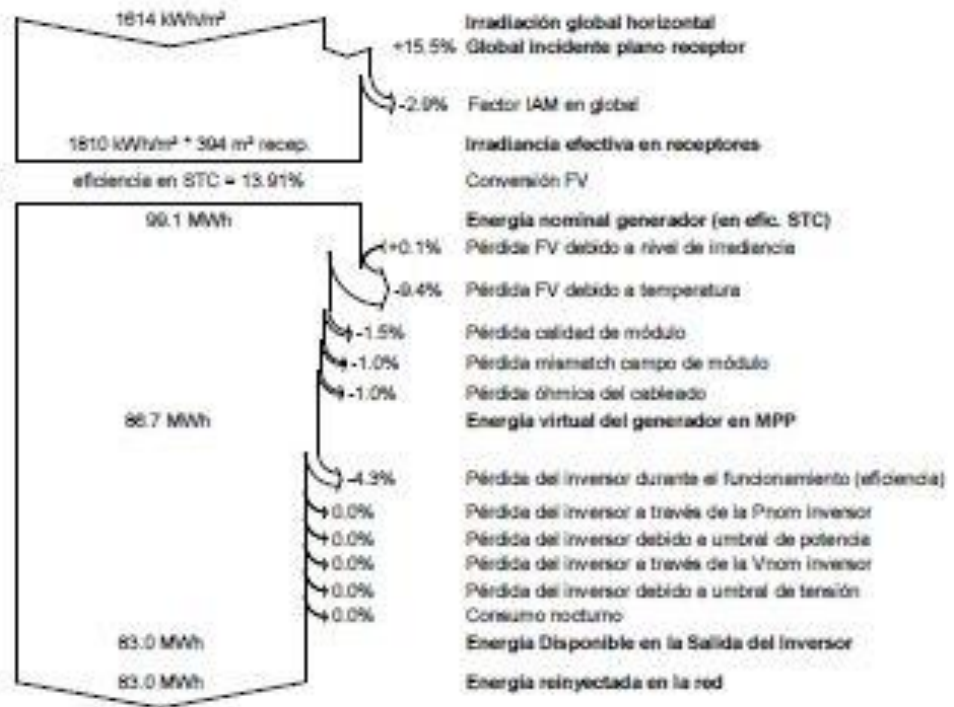 1614 kWh/m² Irradiación global horizontal
+15.5% Global incidente plano receptor
-2.9% Factor IAM en global
1810 kWh/m² * 394 m² recep. Irradiancia efectiva en receptores
eficiencia en STC = 13.91% Conversión FV
99.1 MWh Energía nominal generador (en efic. STC)
+0.1% Pérdida FV debido a nivel de irradiancia
-9.4% Pérdida FV debido a temperatura
-1.5% Pérdida calidad de módulo
-1.0% Pérdida mismatch campo de módulo
-1.0% Pérdida óhmica del cableado
86.7 MWh Energía virtual del generador en MPP
-4.3% Pérdida del inversor durante el funcionamiento (eficiencia)
0.0% Pérdida del inversor a través de la Pnom inversor
0.0% Pérdida del inversor debido a umbral de potencia
0.0% Pérdida del inversor a través de la Vnom inversor
0.0% Pérdida del inversor debido a umbral de tensión
0.0% Consumo nocturno
83.0 MWh Energía Disponible en la Salida del Inversor
83.0 MWh Energía reinyectada en la red